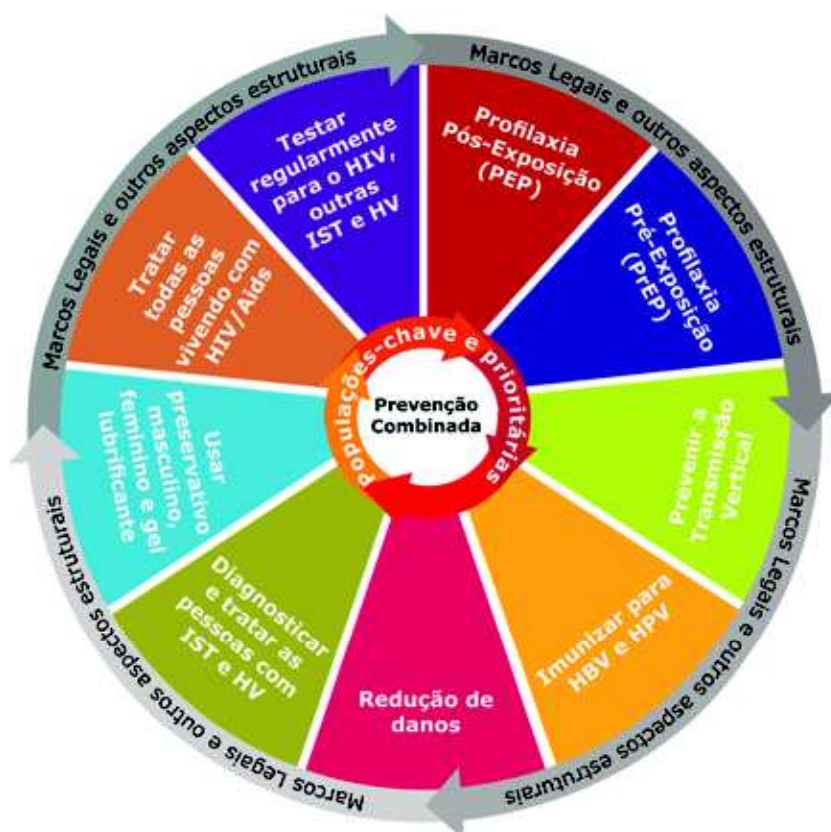 Marcos Legais e outros aspectos estruturais
Marcos Legais e outros aspectos estruturais
Marcos Legais e outros aspectos estruturais
Marcos Legais e outros aspectos estruturais
Profilaxia
Pós-Exposição
(PEP)
Profilaxia
Pré-Exposição
(PrEP)
Prevenir a
Transmissão
Vertical
Imunizar para
HBV e HPV
Redução de
danos
Diagnosticar
e tratar as
pessoas com
IST e HV
Usar
preservativo
masculino,
feminino e gel
lubrificante
Tratar
todas as
pessoas
vivendo com
HIV/Aids
Testar
regularmente
para o HIV,
outras
IST e HV
Populações-chave e prioritárias
Prevenção
Combinada